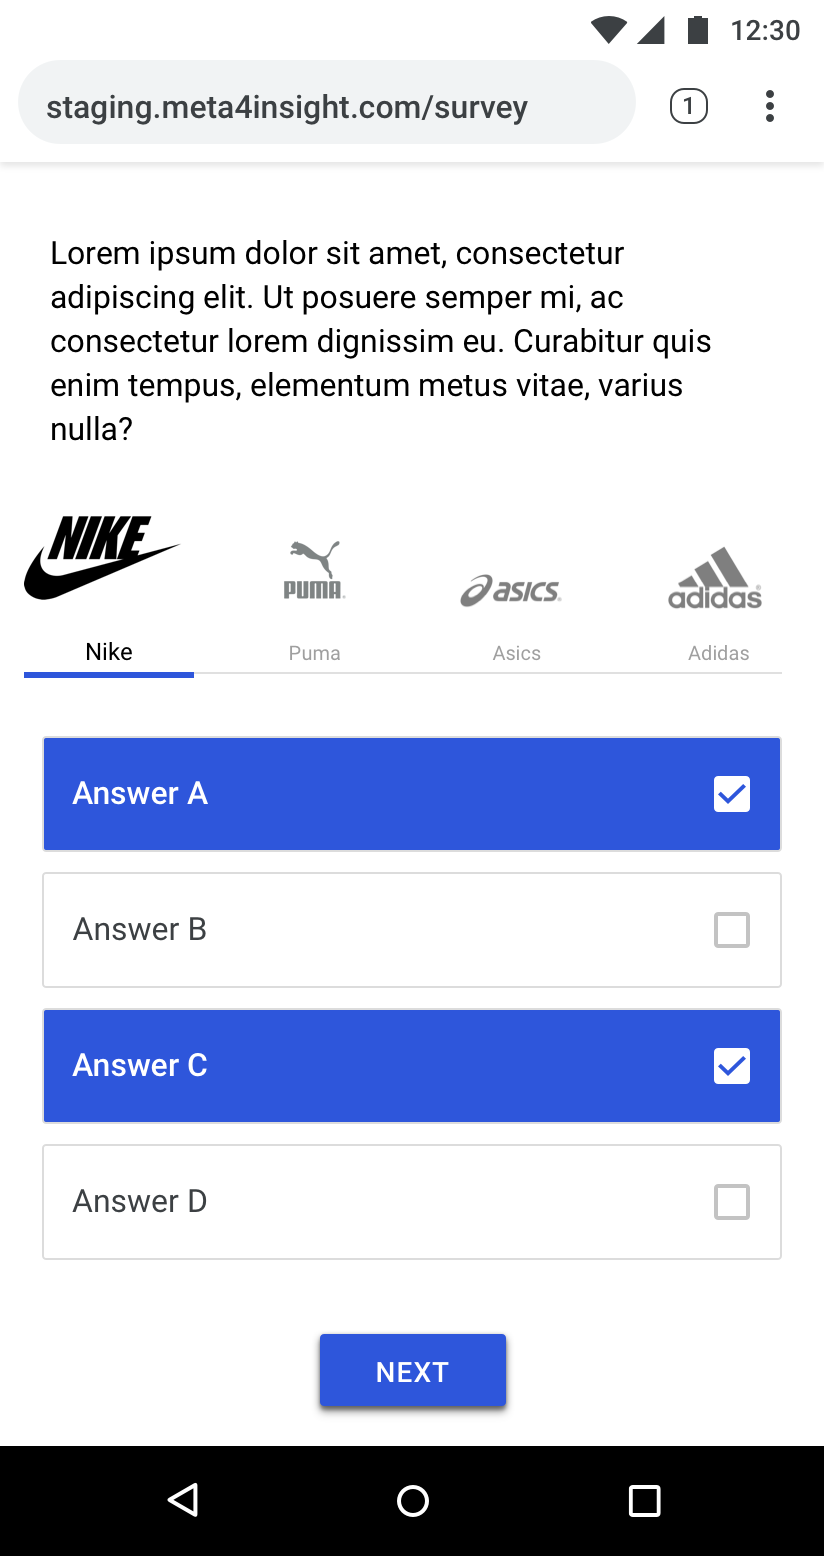 12:30
staging.meta4insight.com/survey
1
Lorem ipsum dolor sit amet, consectetur
adipiscing elit. Ut posuere semper mi, ac
consectetur lorem dignissim eu. Curabitur quis
enim tempus, elementum metus vitae, varius
nulla?
NIKE
PUMA
asics
adidas
Nike
Puma
Asics
Adidas
Answer A
Answer B
Answer C
Answer D
NEXT